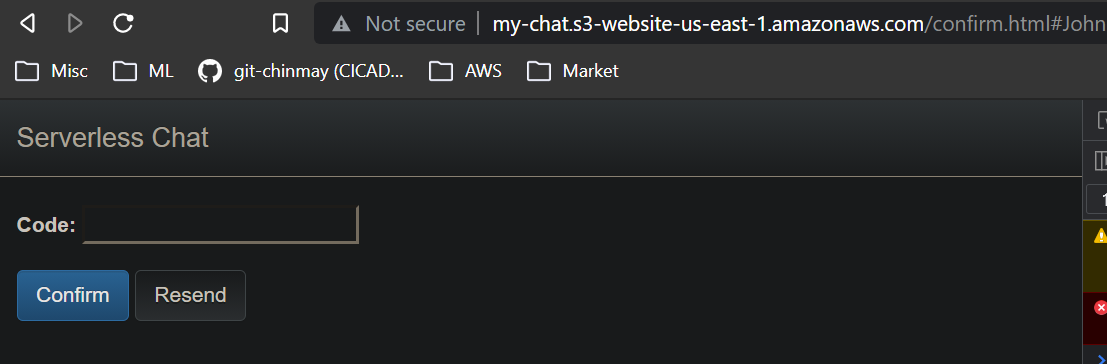 Not secure | my-chat.s3-website-us-east-1.amazonaws.com/confirm.html#John
Misc ML git-chinmay (CICAD... AWS Market
Serverless Chat
Code:
Confirm Resend